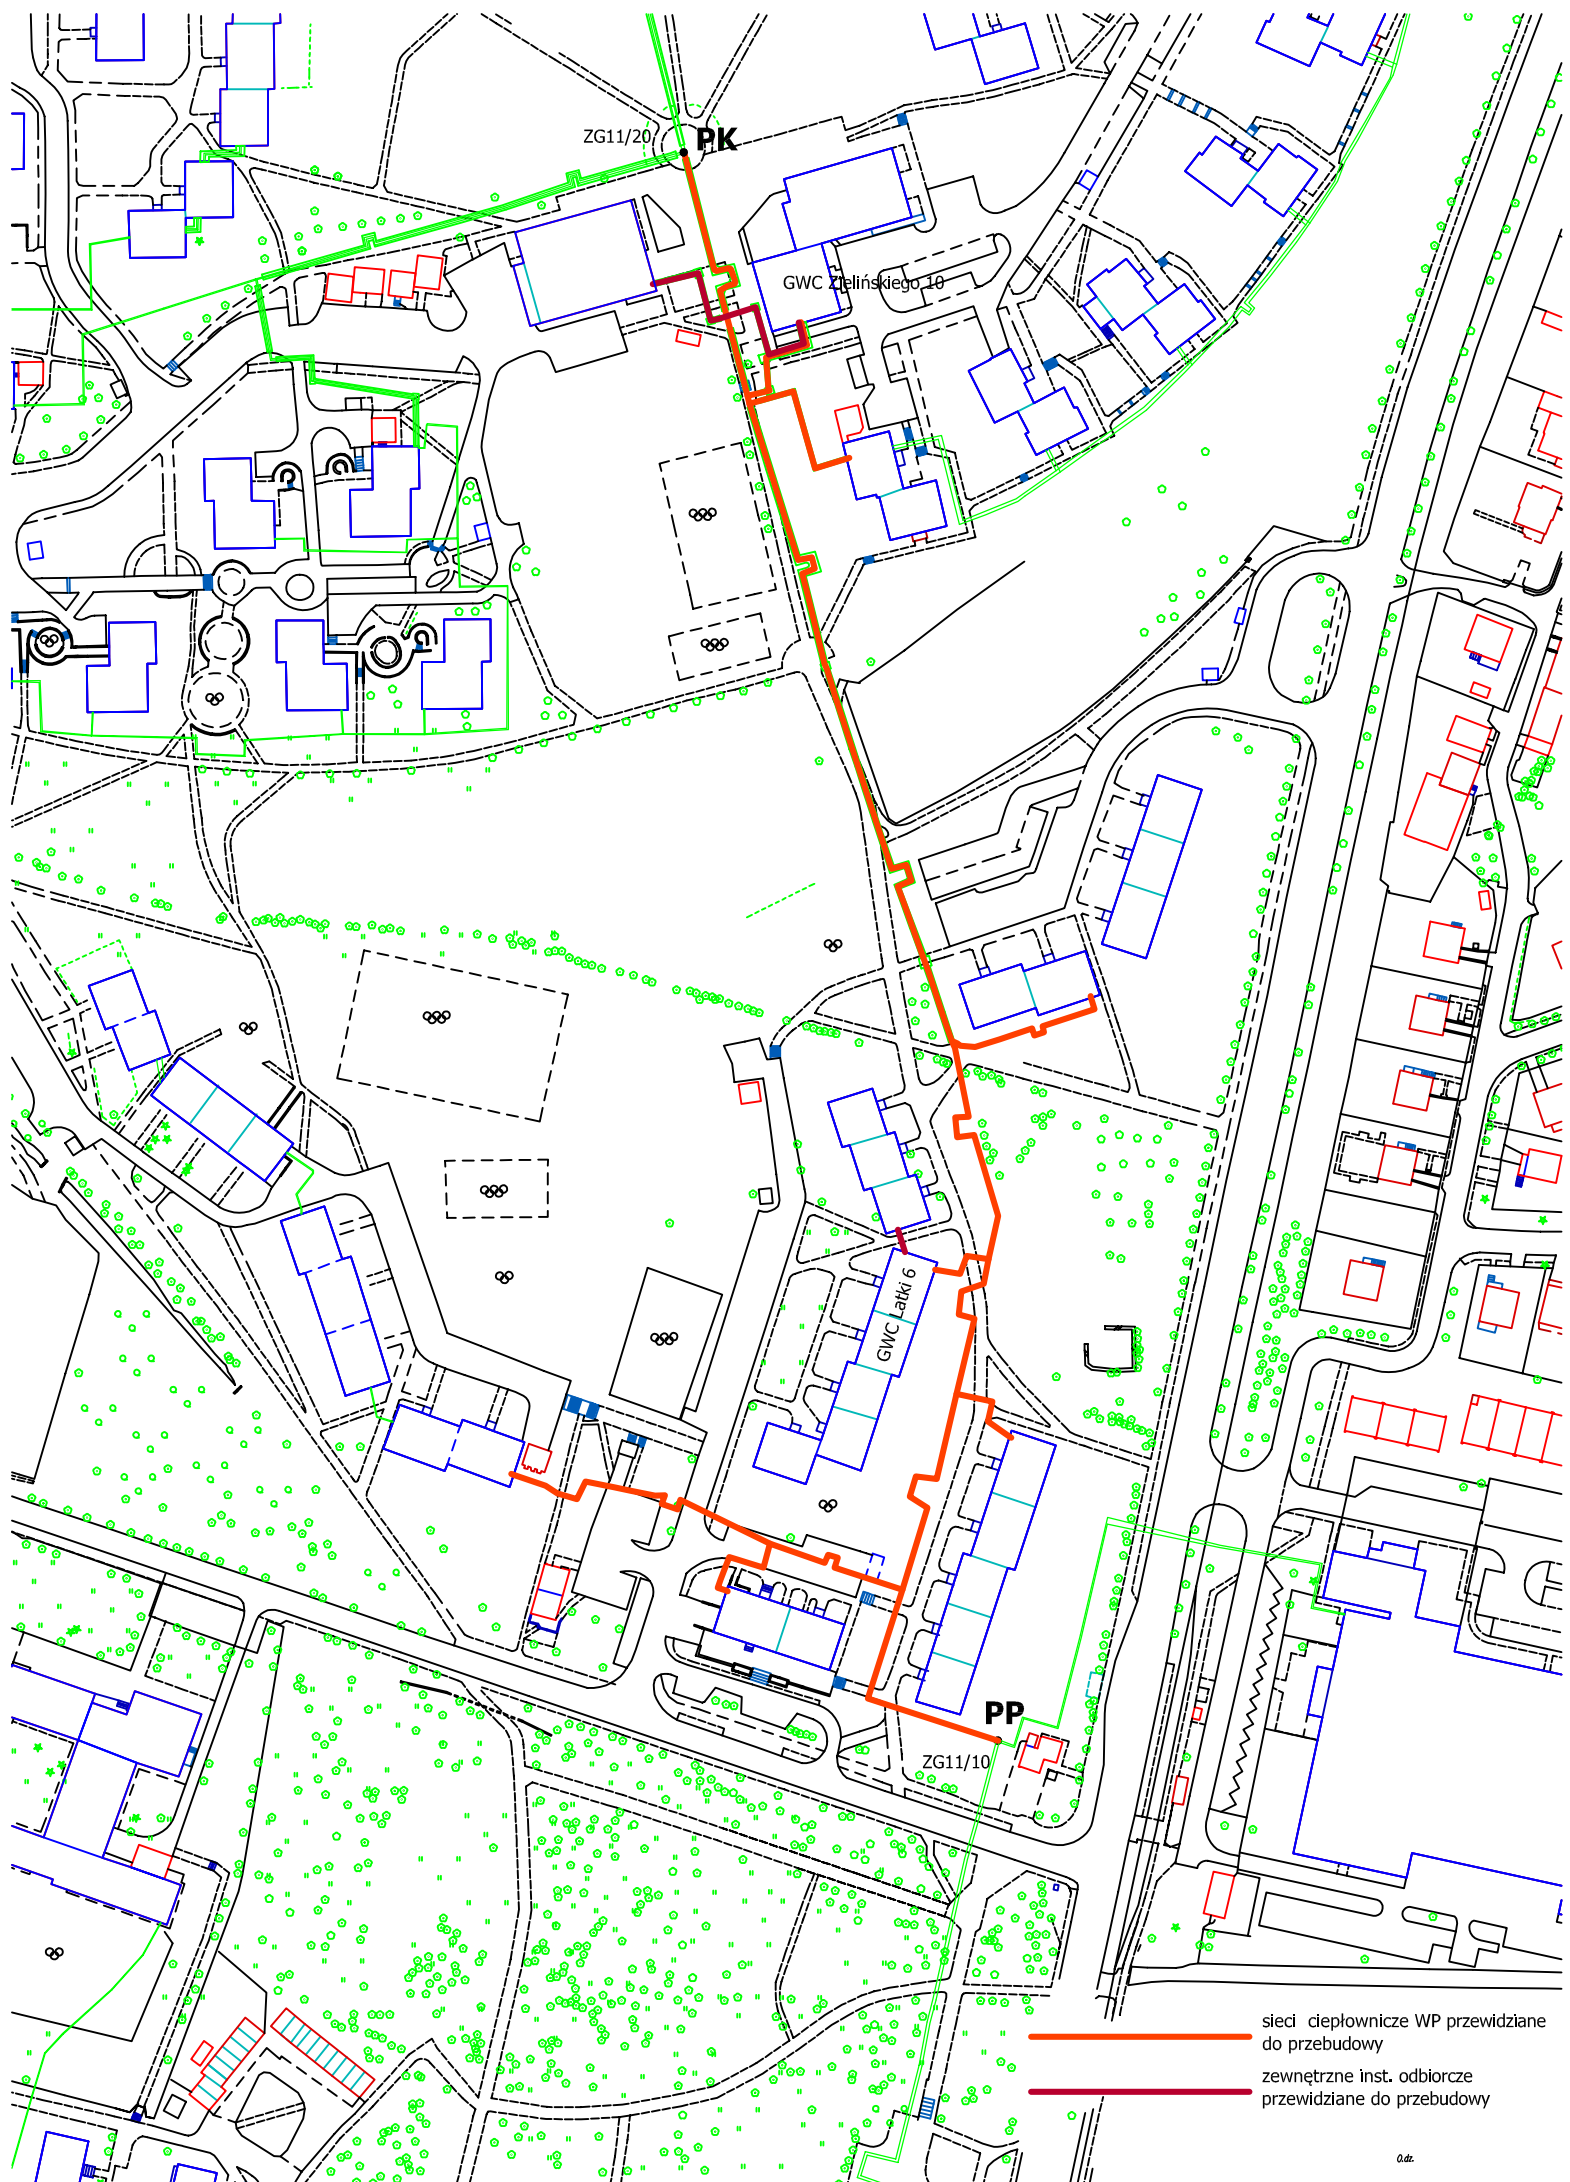 ZG11/20
PK
GWC Zielińskiego 10
GWC Łatki 6
PP
ZG11/10
sieci ciepłownicze WP przewidziane
do przebudowy
zewnętrzne inst. odbiorcze
przewidziane do przebudowy
O.dz.